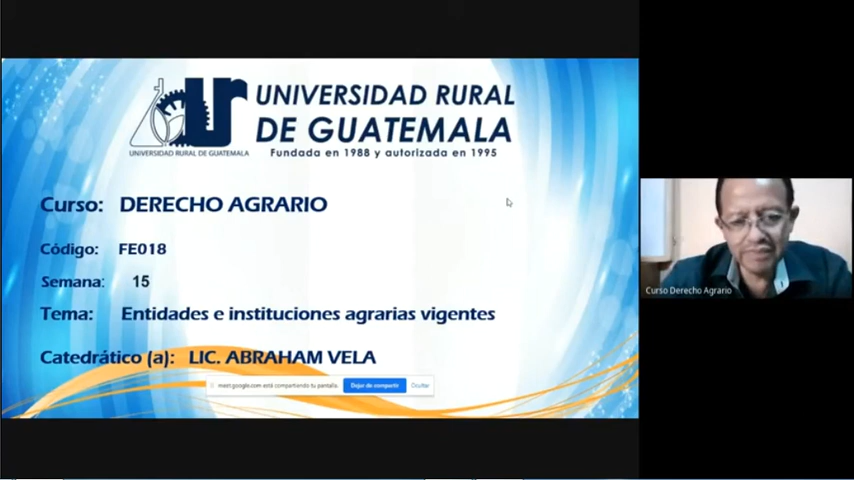 UNIVERSIDAD RURAL
DE GUATEMALA
Fundada en 1988 y autorizada en 1995
UNIVERSIDAD RURAL DE GUATEMALA
Curso: DERECHO AGRARIO
Código: FE018
Semana: 15
Tema: Entidades e instituciones agrarias vigentes
Catedrático (a): LIC. ABRAHAM VELA
meet.google.com está compartiendo tu pantalla.
Dejar de compartir
Ocultar
Curso Derecho Agrario